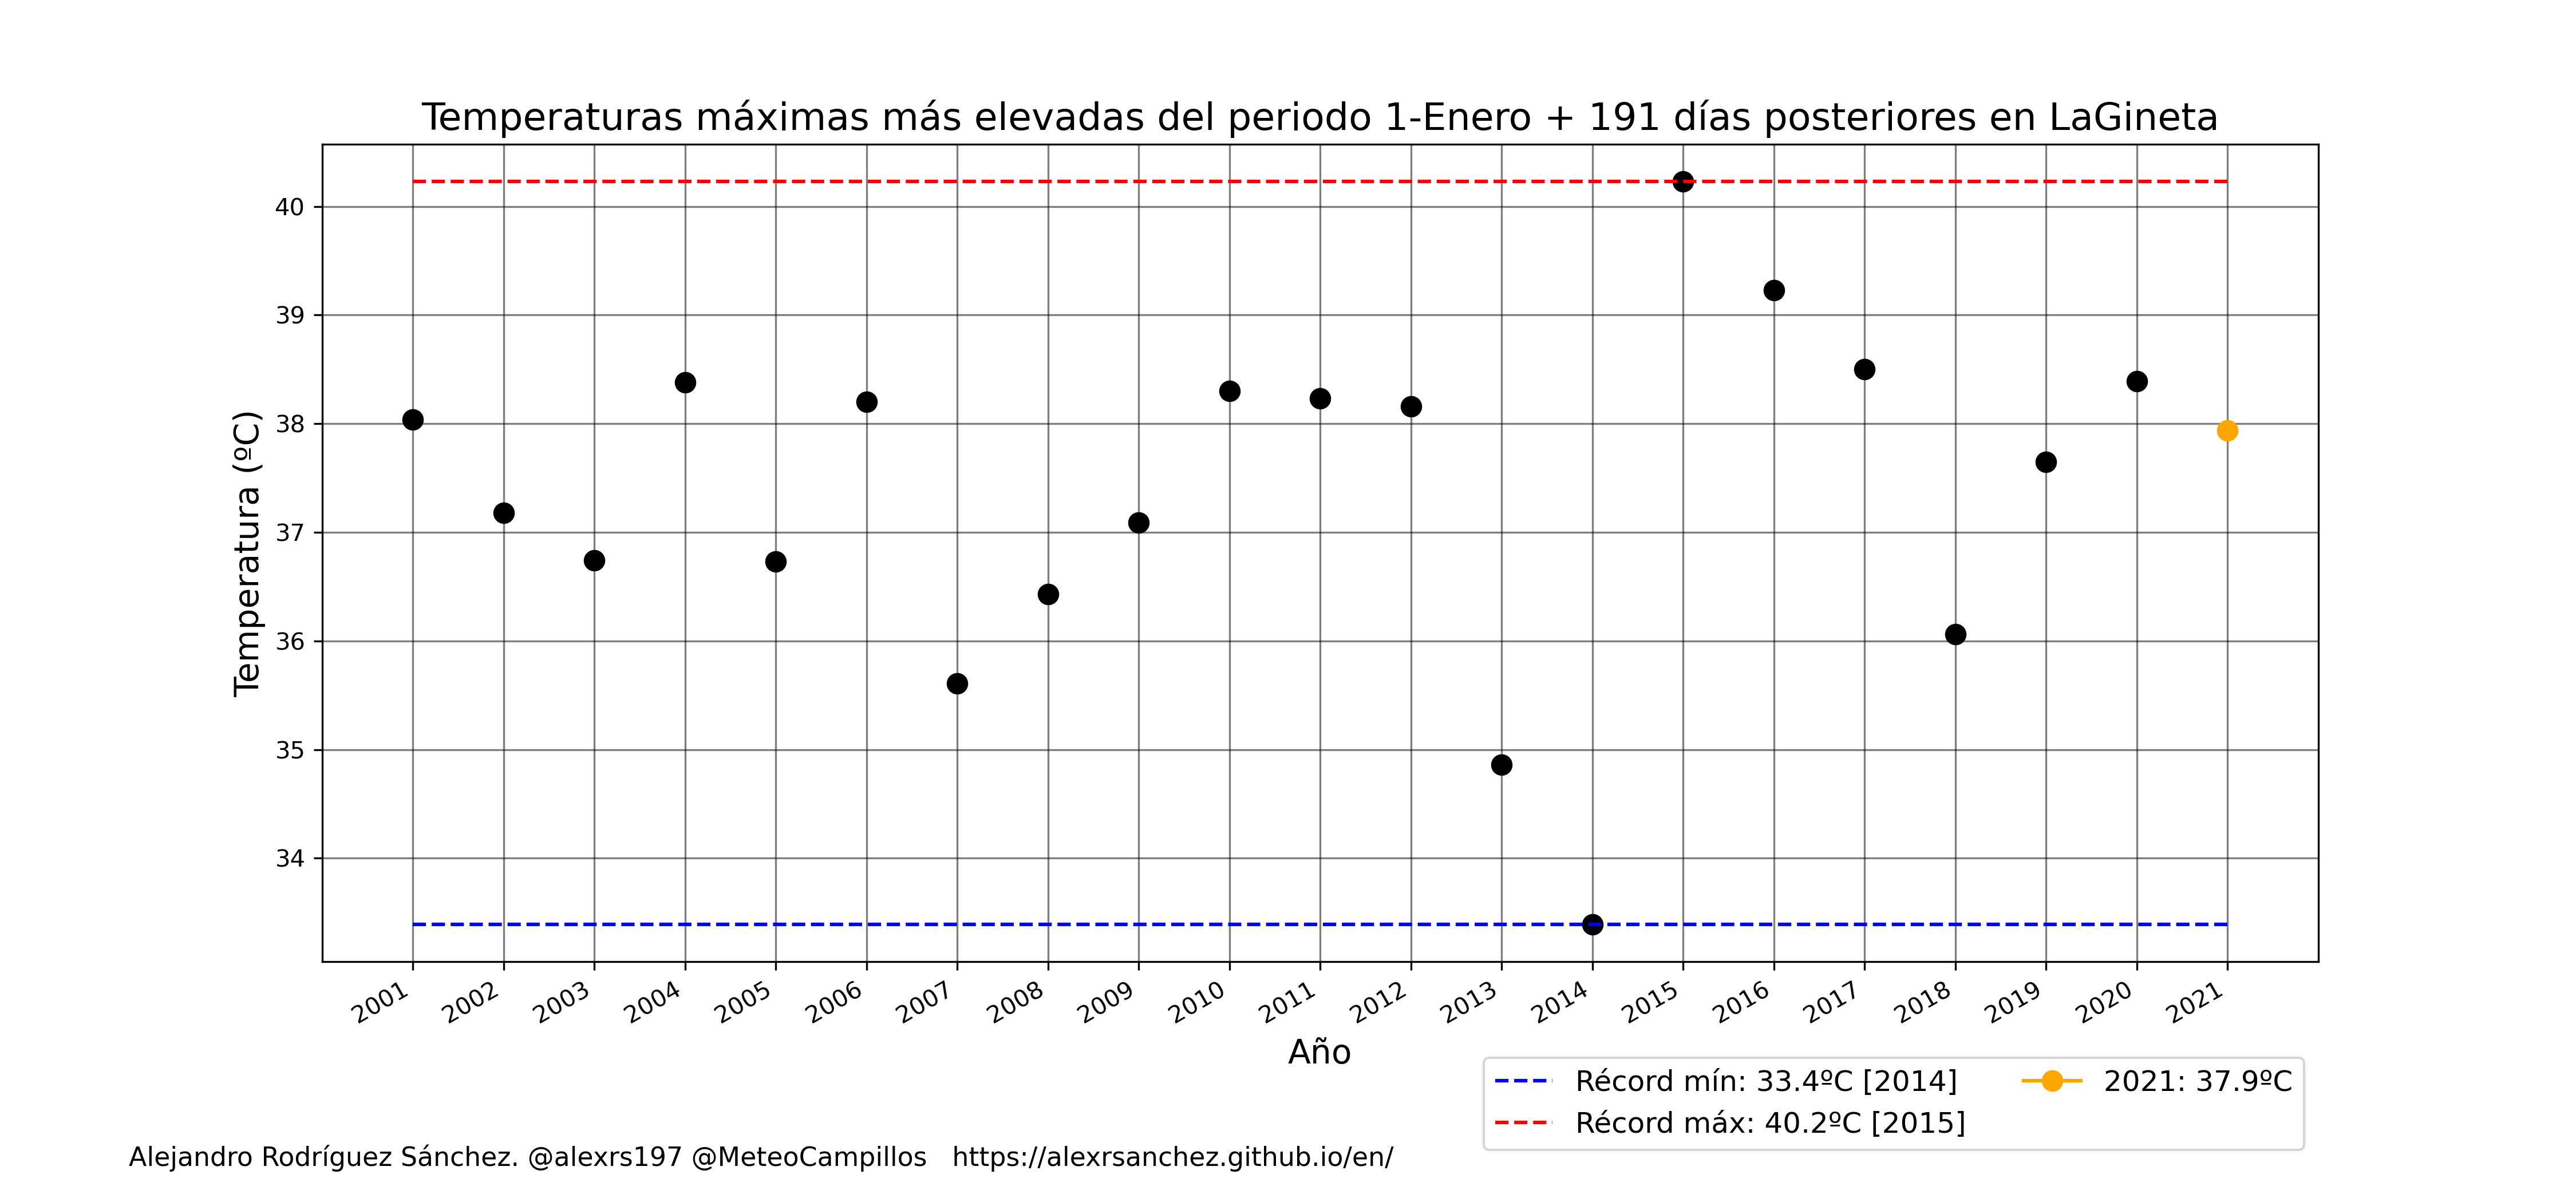 Temperaturas máximas más elevadas del periodo 1-Enero + 191 días posteriores en LaGineta
Temperatura (ºC)
40
39
38
37
36
35
34
2001 2002 2003 2004 2005 2006 2007 2008 2009 2010 2011 2012 2013 2014 2015 2016 2017 2018 2019 2020 2021
Año
Récord mín: 33.4ºC [2014] 2021: 37.9ºC
Récord máx: 40.2ºC [2015]
Alejandro Rodríguez Sánchez. @alexrs197 @MeteoCampillos https://alexrsanchez.github.io/en/